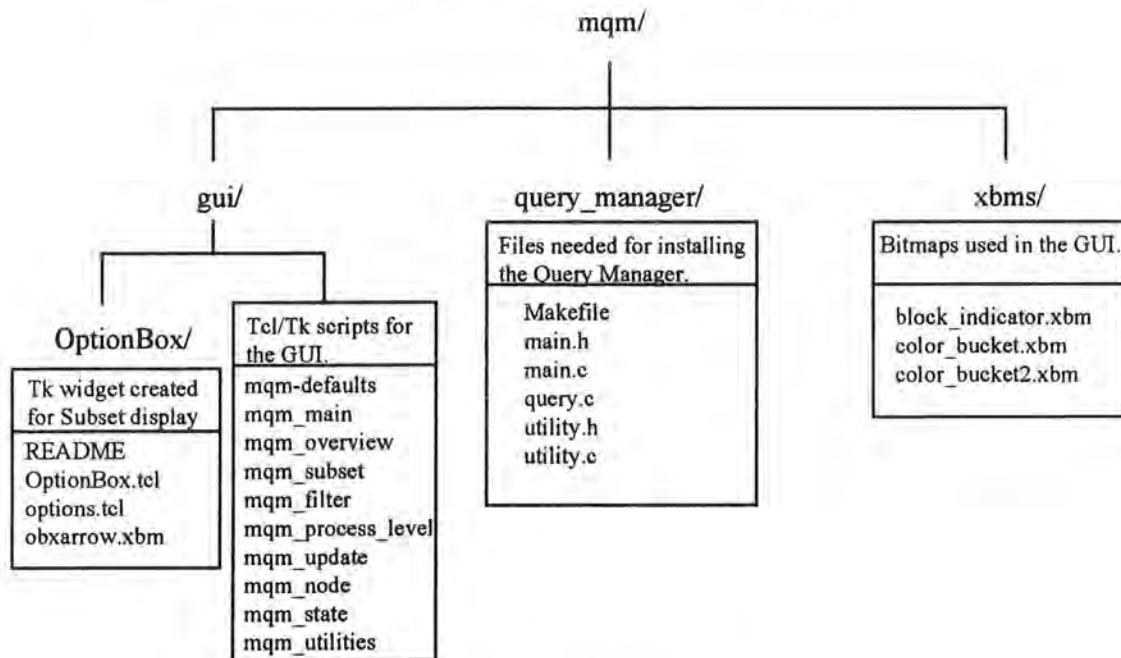 mqm/
gui/
query_manager/
xbms/
Files needed for installing
the Query Manager.
Makefile
main.h
main.c
query.c
utility.h
utility.c
Bitmaps used in the GUI.
block_indicator.xbm
color_bucket.xbm
color_bucket2.xbm
OptionBox/
Tk widget created
for Subset display
README
OptionBox.tcl
options.tcl
obxarrow.xbm
Tcl/Tk scripts for
the GUI.
mqm-defaults
mqm_main
mqm_overview
mqm_subset
mqm_filter
mqm_process_level
mqm_update
mqm_node
mqm_state
mqm_utilities